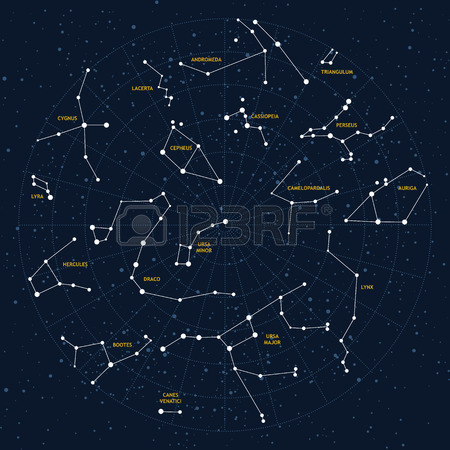 ANDROMEDA
TRIANGULUM
LACERTA
CYGNUS
CASSIOPEIA
PERSEUS
CEPHEUS
CAMELOPARDALIS
AURIGA
LYRA
123RF
URSA
MINOR
HERCULES
DRACO
LYNX
BOOTES
URSA
MAJOR
CANES
VENATICI